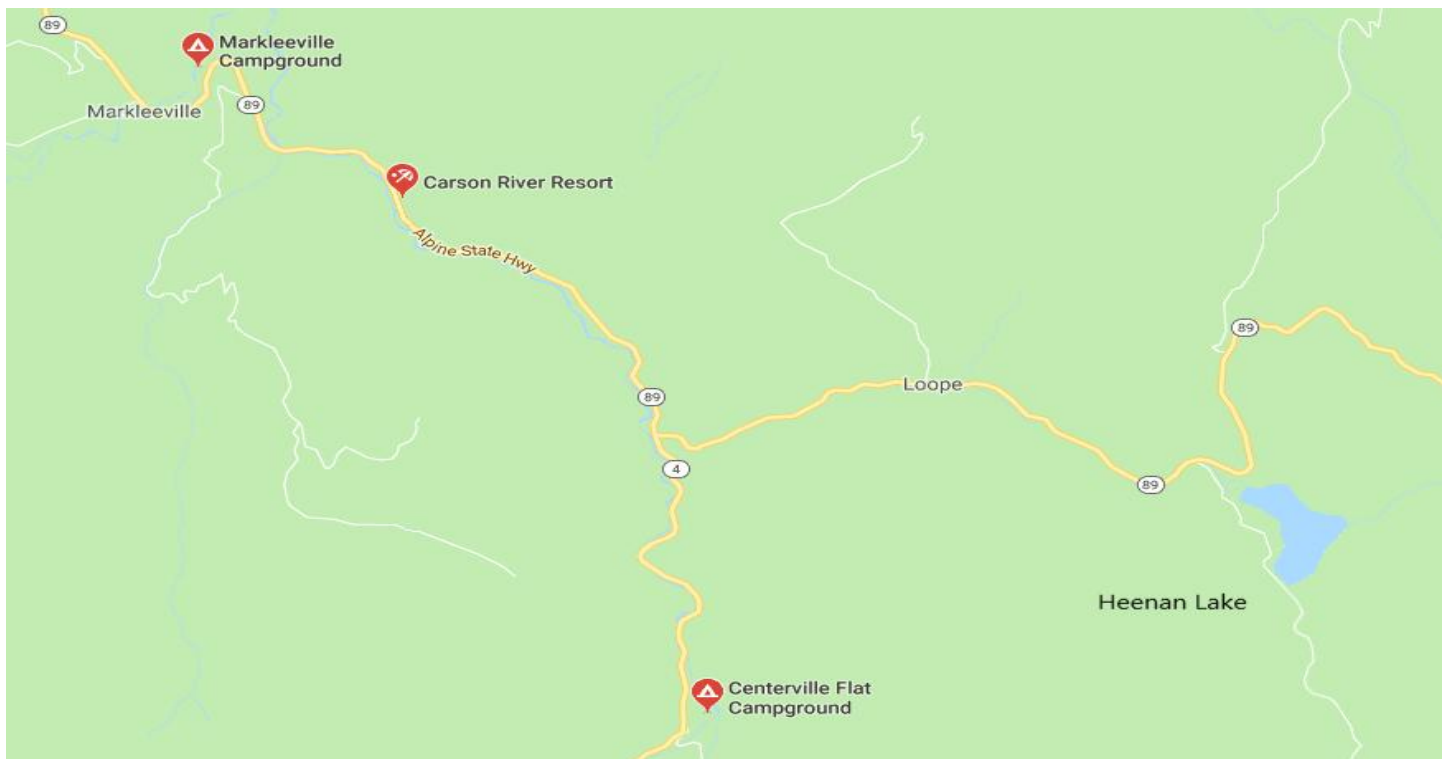 89
Markleeville
Campground
Markleeville
89
Carson River Resort
Alpine State Hwy
89
89
Loope
4
89
Heenan Lake
Centerville Flat
Campground